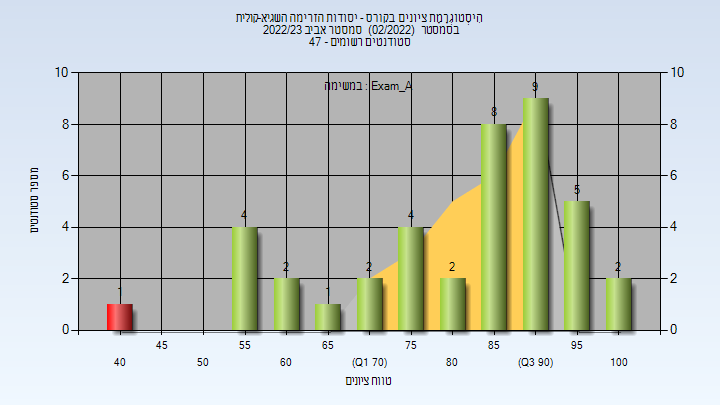 היסטוגרמת ציונים בקורס - יסודות הזרימה השגיא-קולית
בסמסטר (02/2022) סמסטר אביב 2022/23
סטודנטים רשומים - 47
במשימה : Exam_A
מספר סטודנטים
10 10
8 8
6 6
4 4
2 2
0 0
1 4 2 1 2 4 2 8 9 5 2
45 55 65 75 85 95
40 50 60 (Q1 70) 80 (Q3 90) 100
טווח ציונים